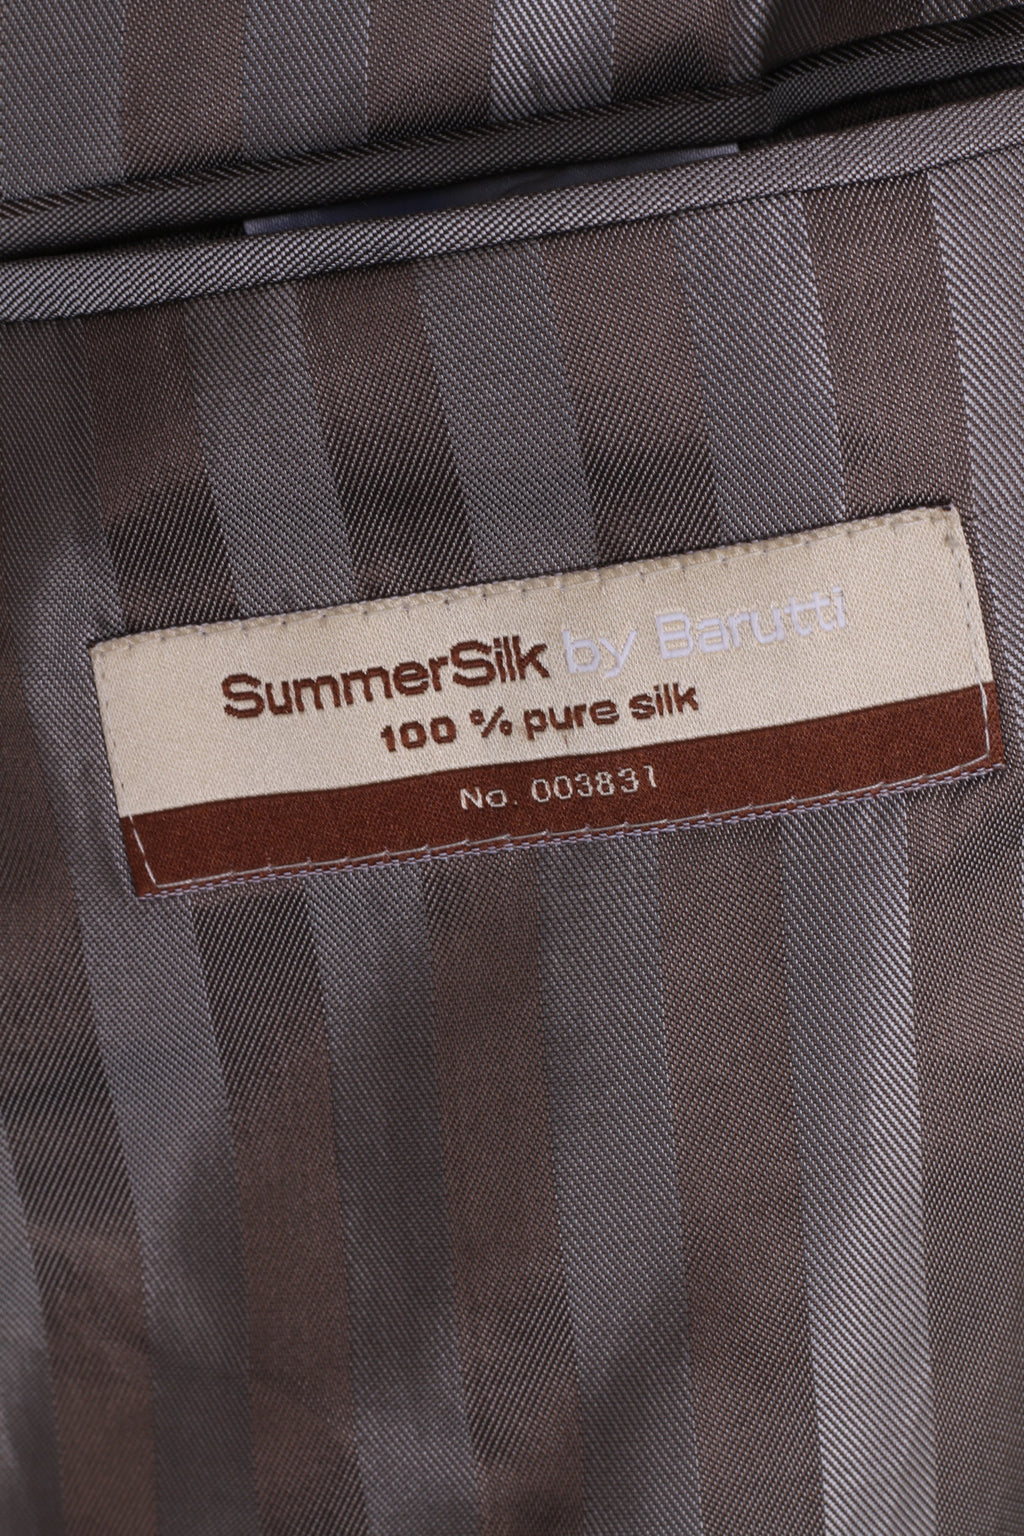 SummerSilk by Barutti
100 % pure silk
No. 003831